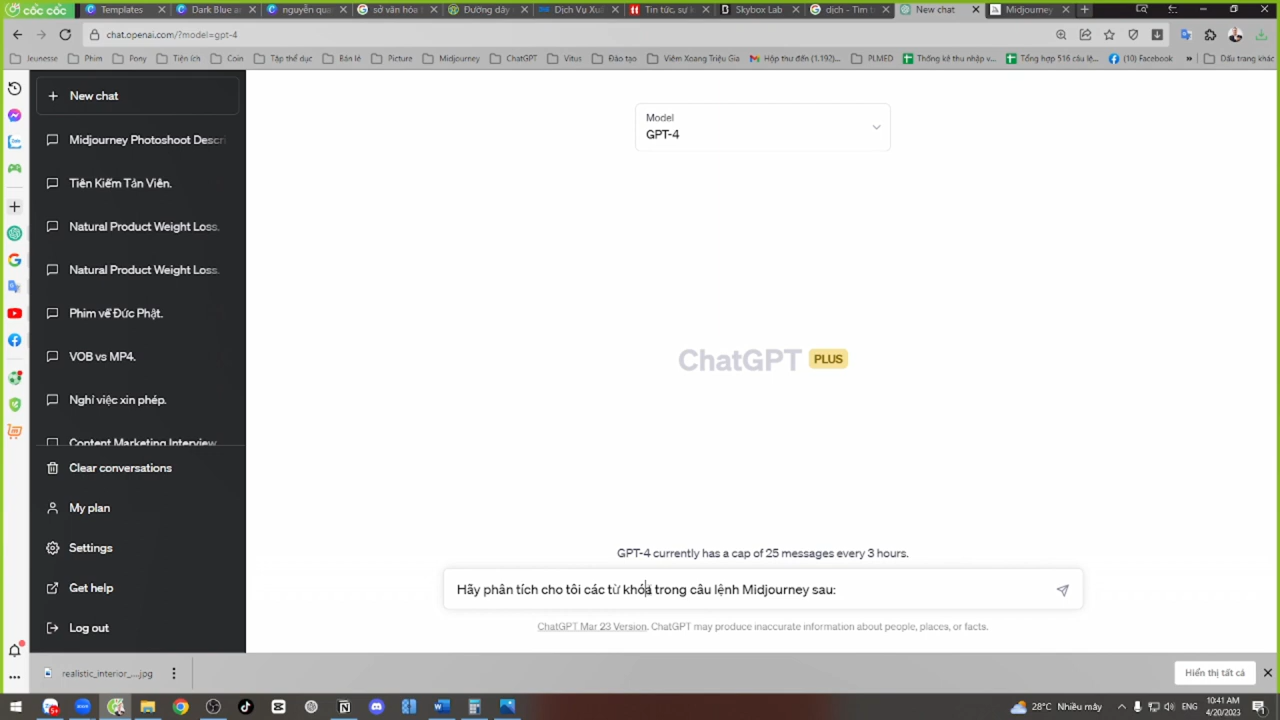 cốc cốc
Templates
Dark Blue a
nguyễn qua
sở văn hóa
Đường dây
Dịch Vụ Xuấ
Tin tức, sự k
Skybox Lab
dịch - Tìm t
New chat
Midjourney
chat.openai.com/?model=gpt-4
Jeunesse
Phim
Pony
Tiện ích
Coin
Tập thể dục
Bán lẻ
Picture
Midjourney
ChatGPT
Vitus
Đào tạo
Viêm Xoang Triệu Gia
Hộp thư đến (1.192)...
PLMED
Thống kê thu nhập v...
Tổng hợp 516 câu lệ...
(10) Facebook
»
Dấu trang khác
New chat
Midjourney Photoshoot Descri
Tiên Kiếm Tản Viên.
Natural Product Weight Loss.
Natural Product Weight Loss.
Phim về Đức Phật.
VOB vs MP4.
Nghỉ việc xin phép.
Content Marketing Interview
Clear conversations
My plan
Settings
Get help
Log out
Model
GPT-4
ChatGPT PLUS
GPT-4 currently has a cap of 25 messages every 3 hours.
Hãy phân tích cho tôi các từ khóa trong câu lệnh Midjourney sau:
ChatGPT Mar 23 Version. ChatGPT may produce inaccurate information about people, places, or facts.
realistic_interior_....jpg
Hiển thị tất cả
28°C Nhiều mây
ENG
10:41 AM
4/20/2023